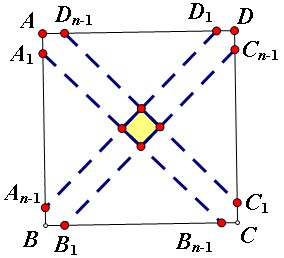 A D_{n-1} D_1 D
A_1 C_{n-1}
A_{n-1} C_1
B B_1 B_{n-1} C